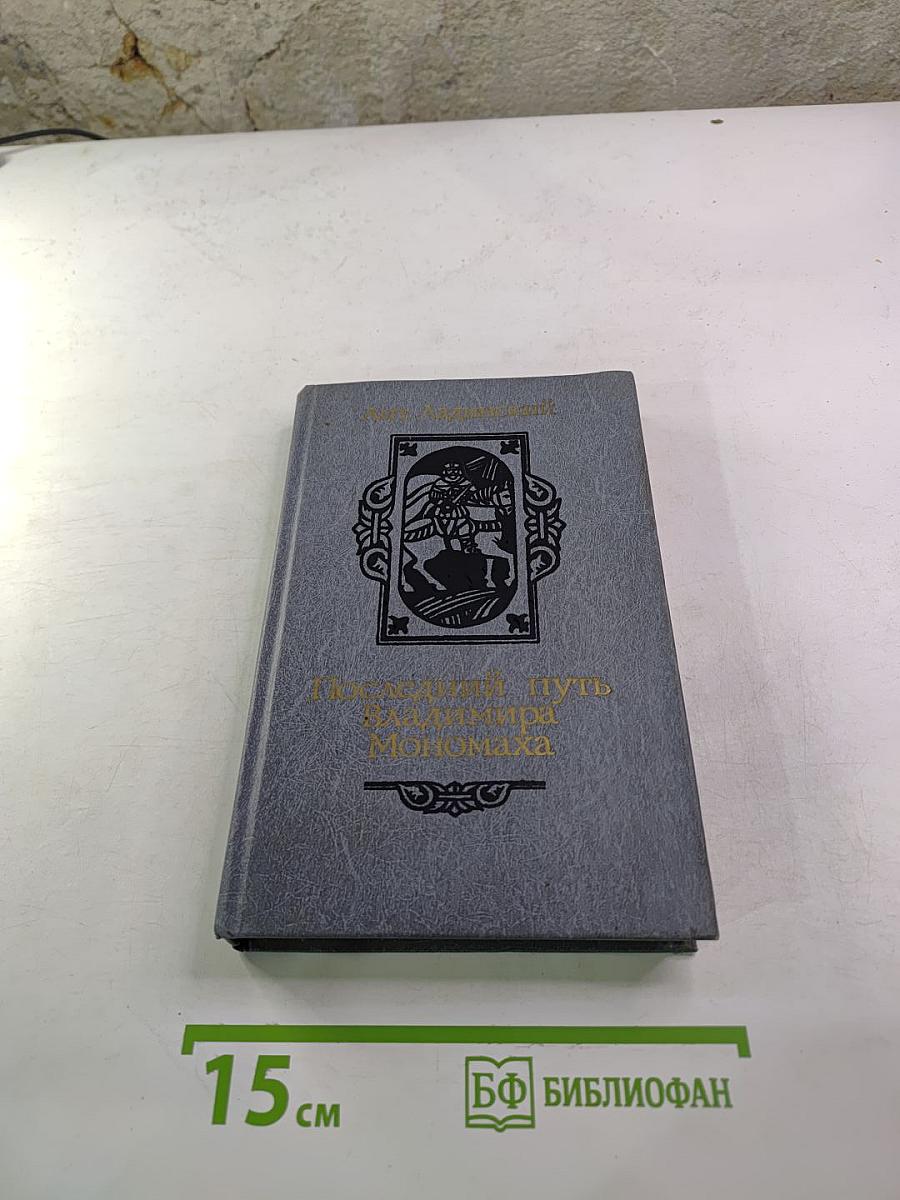 Ант. Ладинский
Последний путь
Владимира
Мономаха
15 см
БФ БИБЛИОФАН